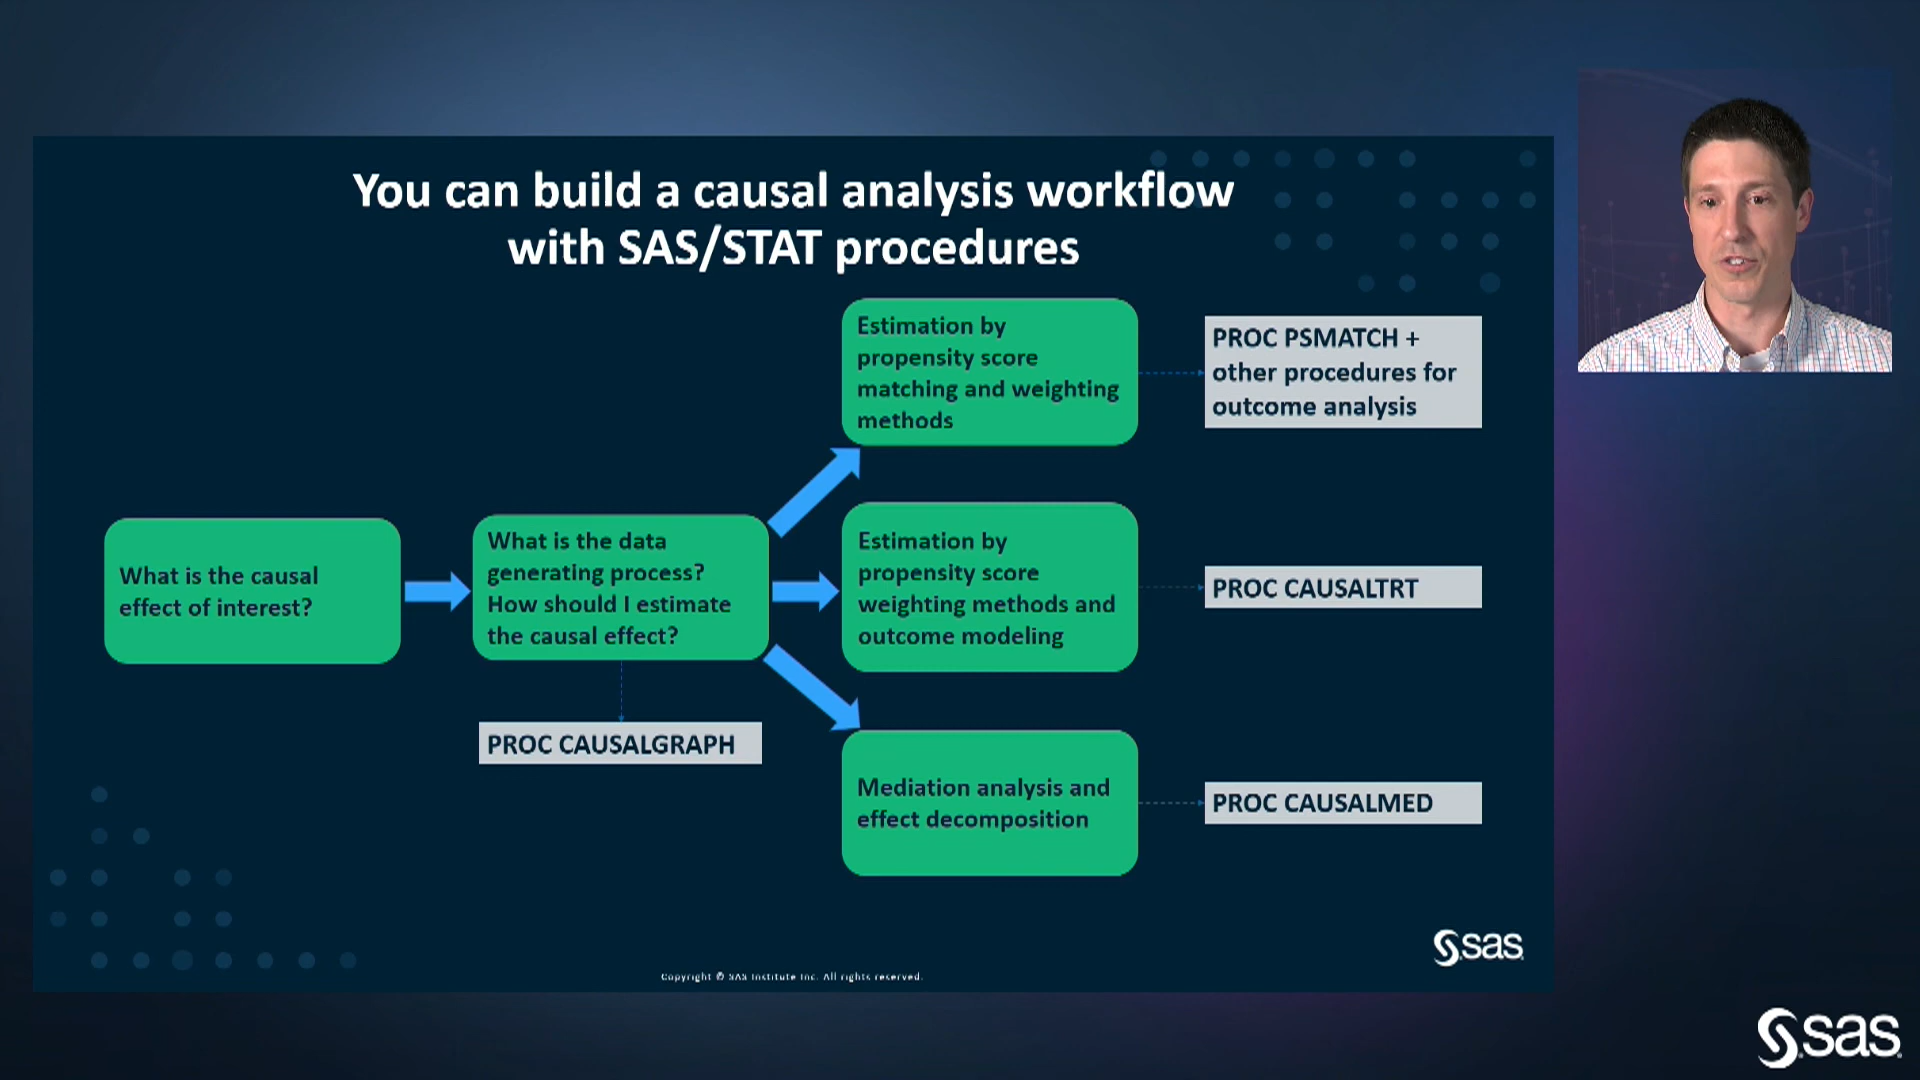 You can build a causal analysis workflow
with SAS/STAT procedures
Estimation by
propensity score
matching and weighting
methods
PROC PSMATCH +
other procedures for
outcome analysis
What is the causal
effect of interest?
What is the data
generating process?
How should I estimate
the causal effect?
Estimation by
propensity score
weighting methods and
outcome modeling
PROC CAUSALTRT
PROC CAUSALGRAPH
Mediation analysis and
effect decomposition
PROC CAUSALMED
sas
Copyright © SAS Institute Inc. All rights reserved.
sas